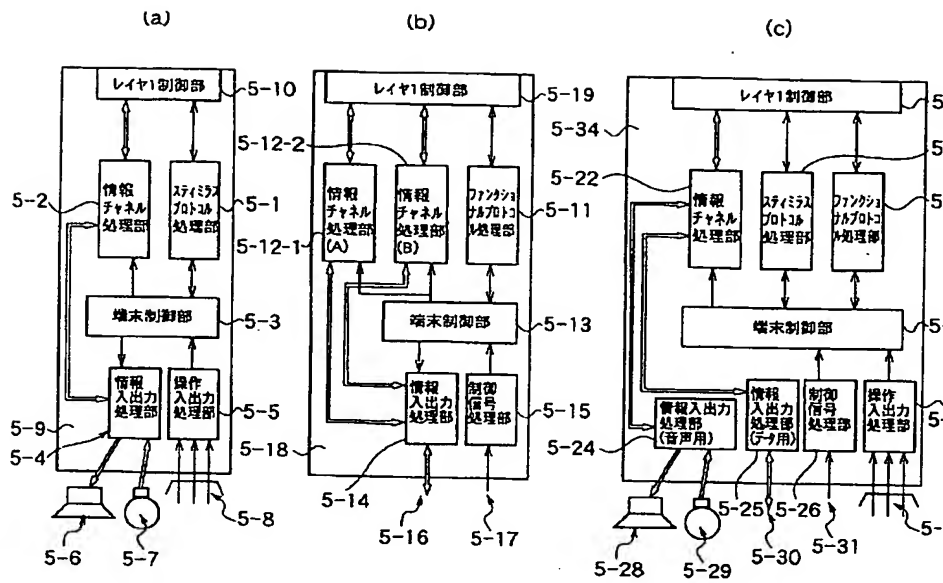 (a)
レイヤ1制御部
5-10
5-2
情報
チャネル
処理部
スティミラス
プロトコル
処理部
5-1
端末制御部
5-3
情報
入出力
処理部
操作
入出力
処理部
5-5
5-9
5-4
5-6
5-7
5-8
(b)
レイヤ1制御部
5-19
5-12-2
情報
チャネル
処理部
(A)
情報
チャネル
処理部
(B)
ファンクショ
ナルプロトコ
ル処理部
5-11
5-12-1
端末制御部
5-13
情報
入出力
処理部
制御
信号
処理部
5-15
5-18
5-14
5-16
5-17
(c)
レイヤ1制御部
5-34
5-22
情報
チャネル
処理部
スティミラス
プロトコル
処理部
ファンクショ
ナルプロトコ
ル処理部
端末制御部
情報入出力
処理部
(音声用)
情報
入出力
処理部
(データ用)
制御
信号
処理部
操作
入出力
処理部
5-24
5-25
5-26
5-28
5-29
5-30
5-31